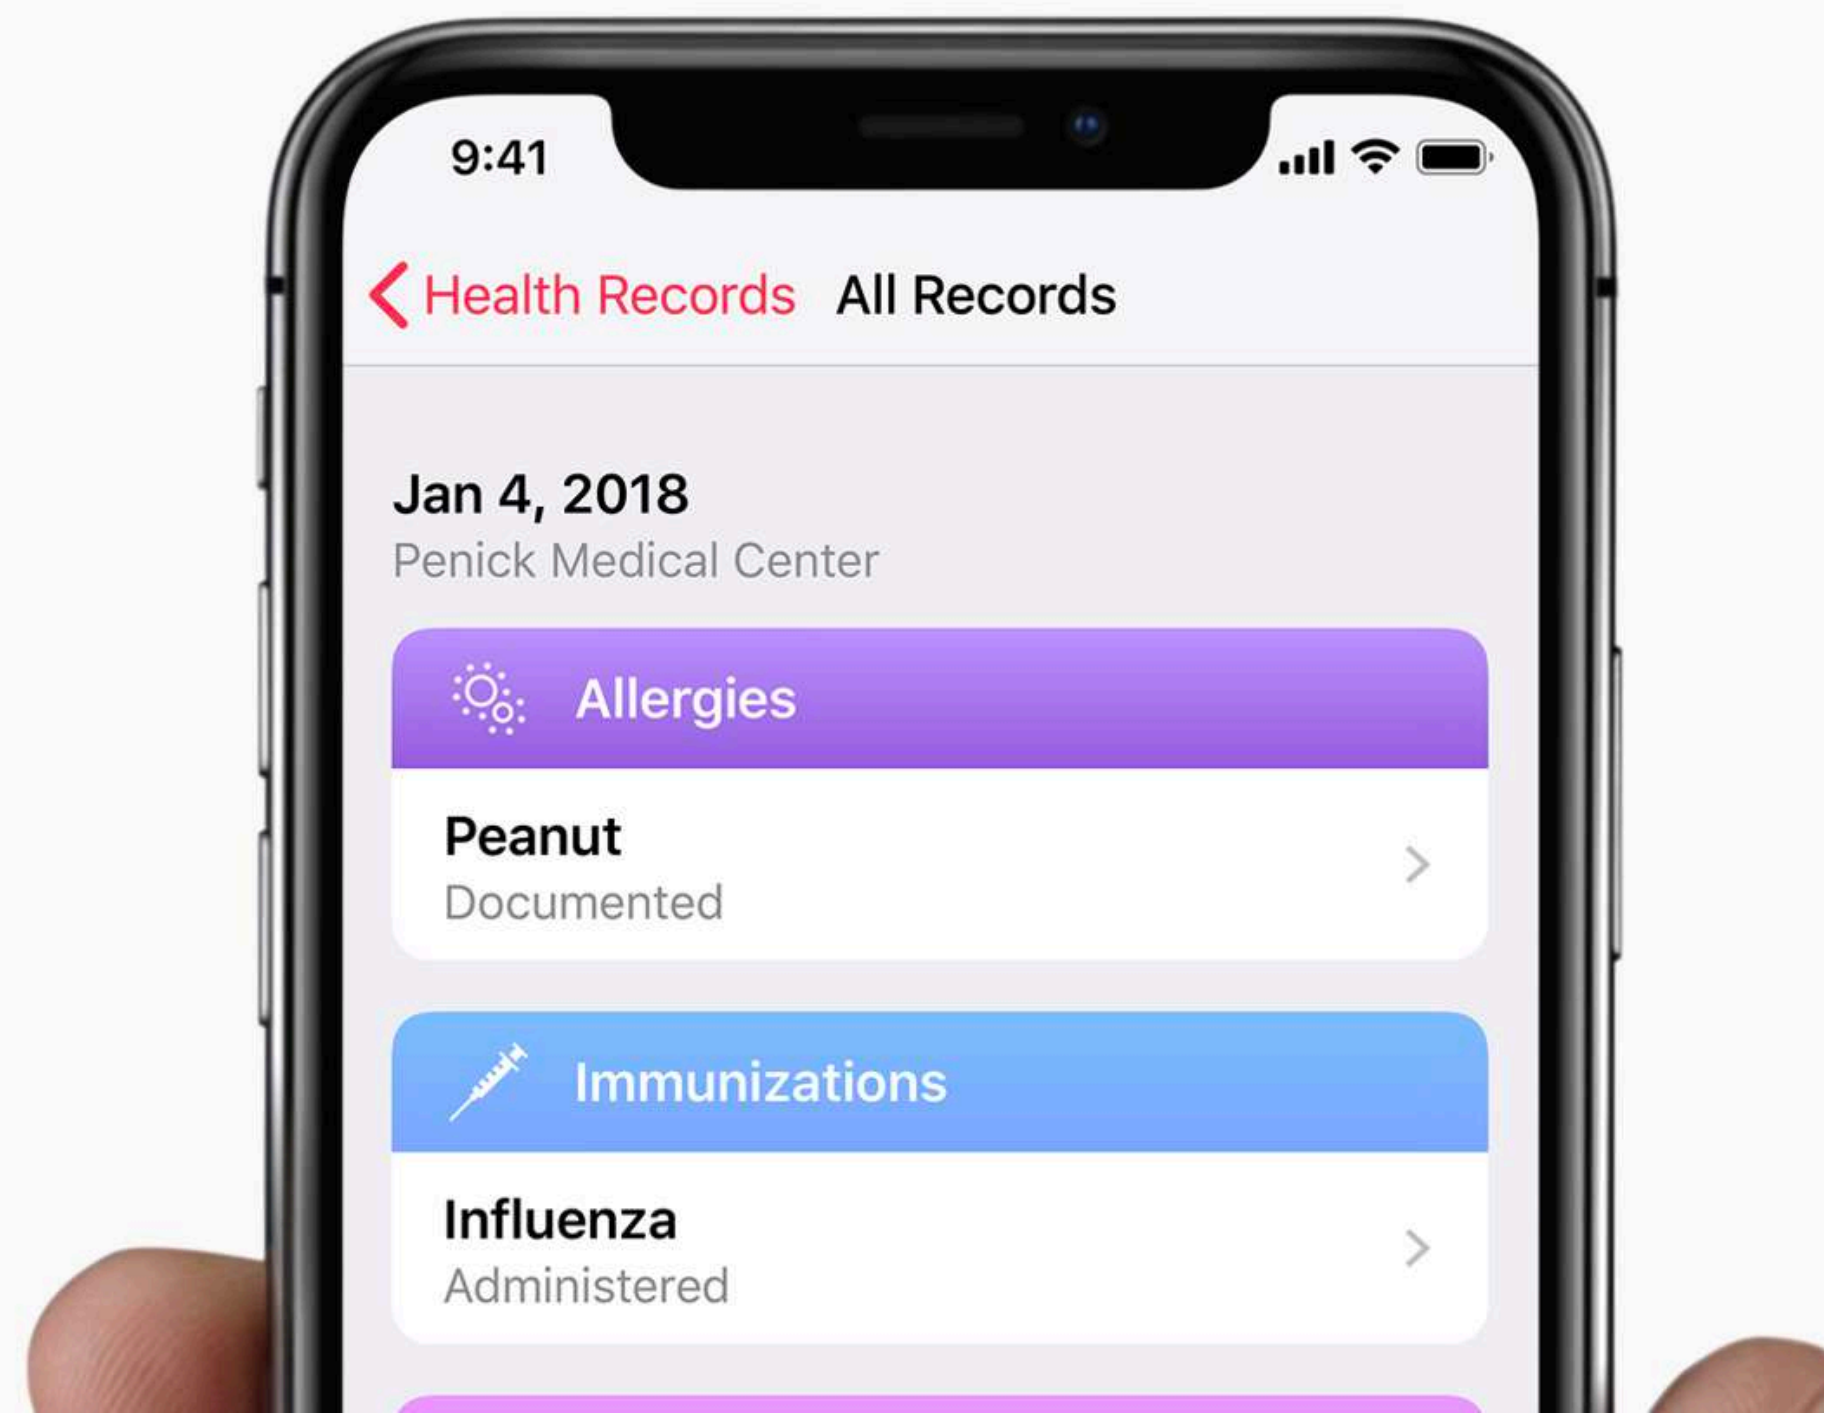 9:41
Health Records All Records
Jan 4, 2018
Penick Medical Center
Allergies
Peanut
Documented
Immunizations
Influenza
Administered